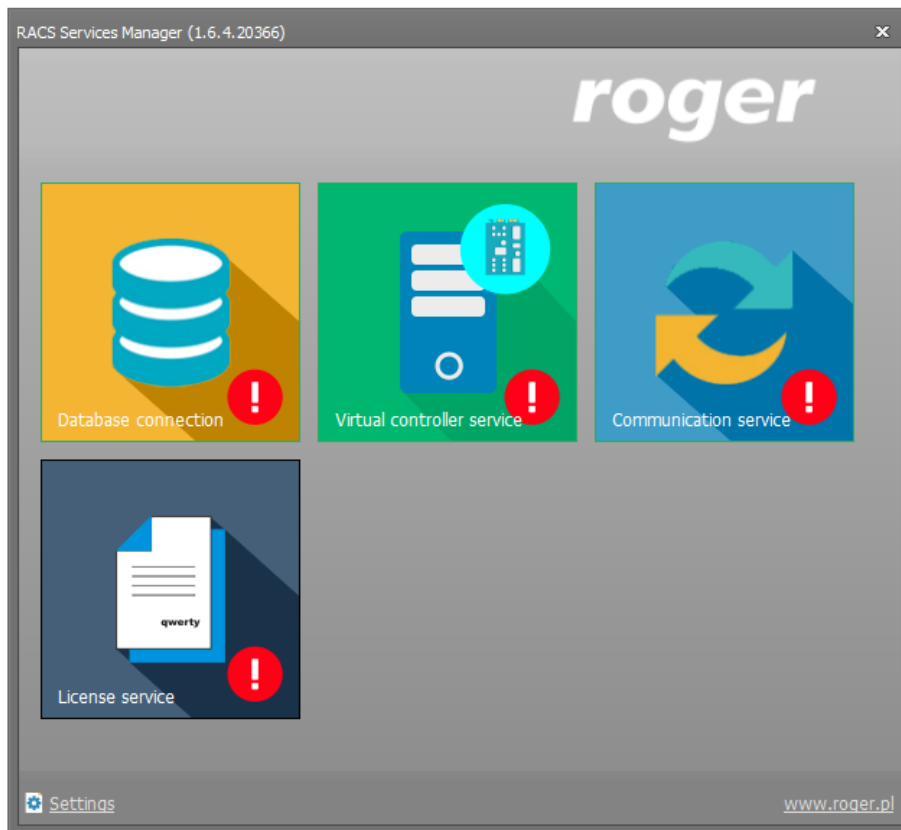 RACS Services Manager (1.6.4.20366)
roger
Database connection
Virtual controller service
Communication service
qwerty
License service
Settings
www.roger.pl